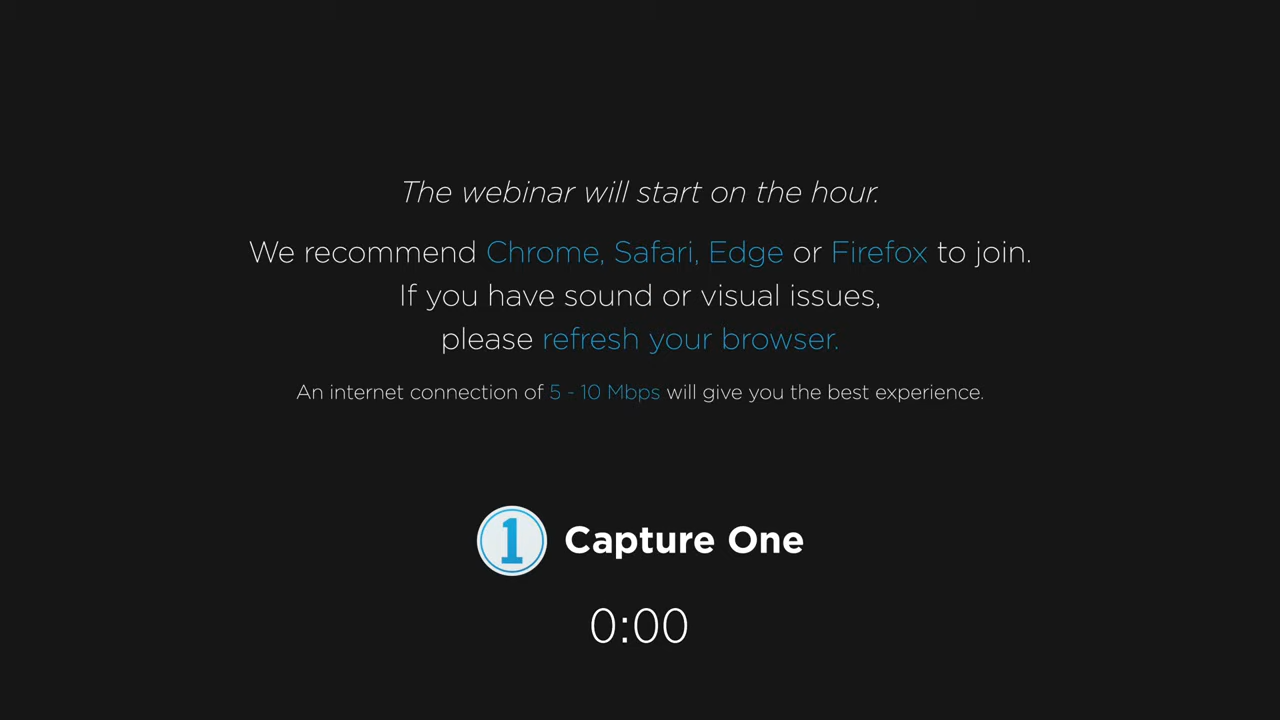 The webinar will start on the hour.
We recommend Chrome, Safari, Edge or Firefox to join.
If you have sound or visual issues,
please refresh your browser.
An internet connection of 5 - 10 Mbps will give you the best experience.
1 Capture One
0:00